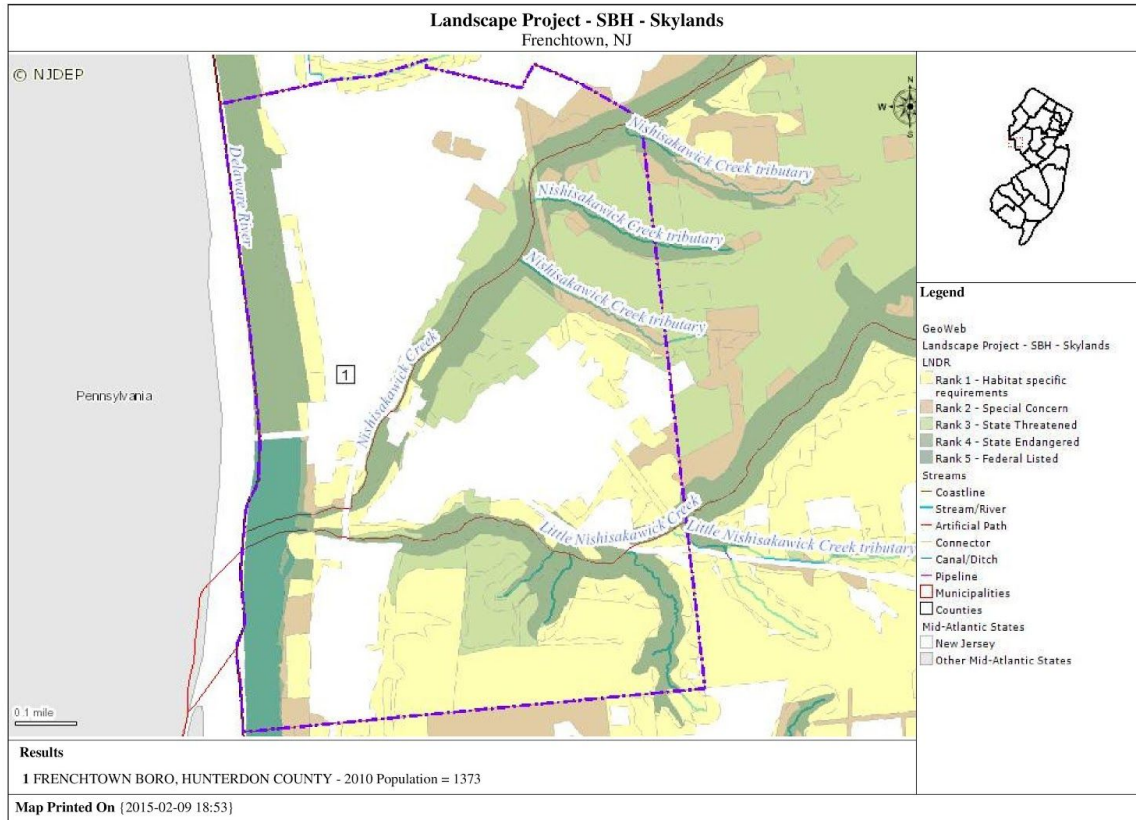 Landscape Project - SBH - Skylands
Frenchtown, NJ
© NJDEP
N
W
S
Delaware River
Nishisakawick Creek tributary
Nishisakawick Creek tributary
Nishisakawick Creek tributary
Nishisakawick Creek
1
Pennsylvania
Little Nishisakawick Creek
Little Nishisakawick Creek tributary
0.1 mile
Legend
GeoWeb
Landscape Project - SBH - Skylands
LNDR
Rank 1 - Habitat specific
requirements
Rank 2 - Special Concern
Rank 3 - State Threatened
Rank 4 - State Endangered
Rank 5 - Federal Listed
Streams
Coastline
Stream/River
Artificial Path
Connector
Canal/Ditch
Pipeline
Municipalities
Counties
Mid-Atlantic States
New Jersey
Other Mid-Atlantic States
Results
1 FRENCHTOWN BORO, HUNTERDON COUNTY - 2010 Population = 1373
Map Printed On {2015-02-09 18:53}